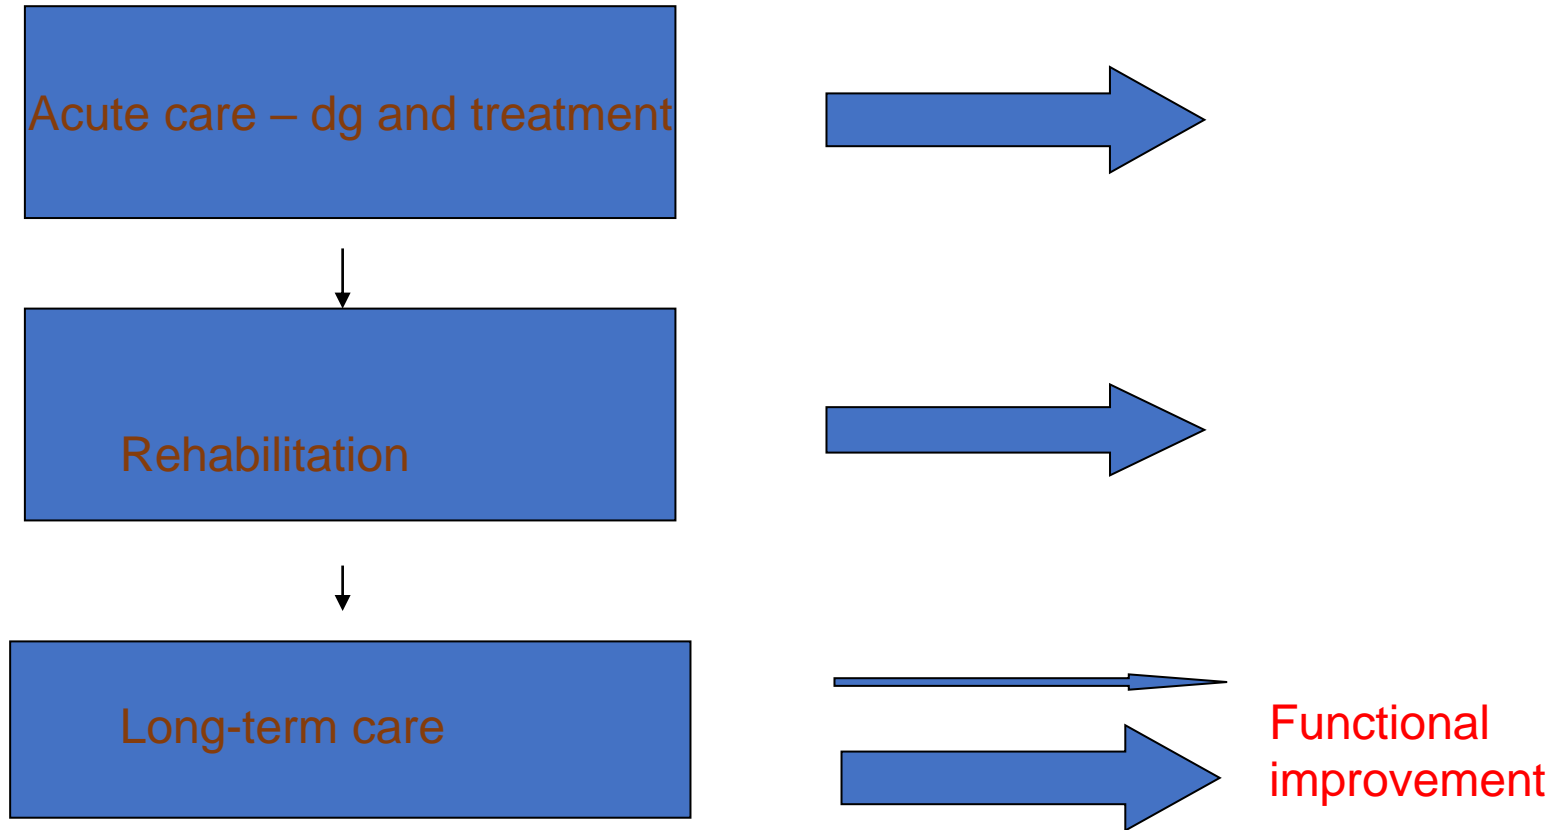 Acute care – dg and treatment
Rehabilitation
Long-term care
Functional
improvement